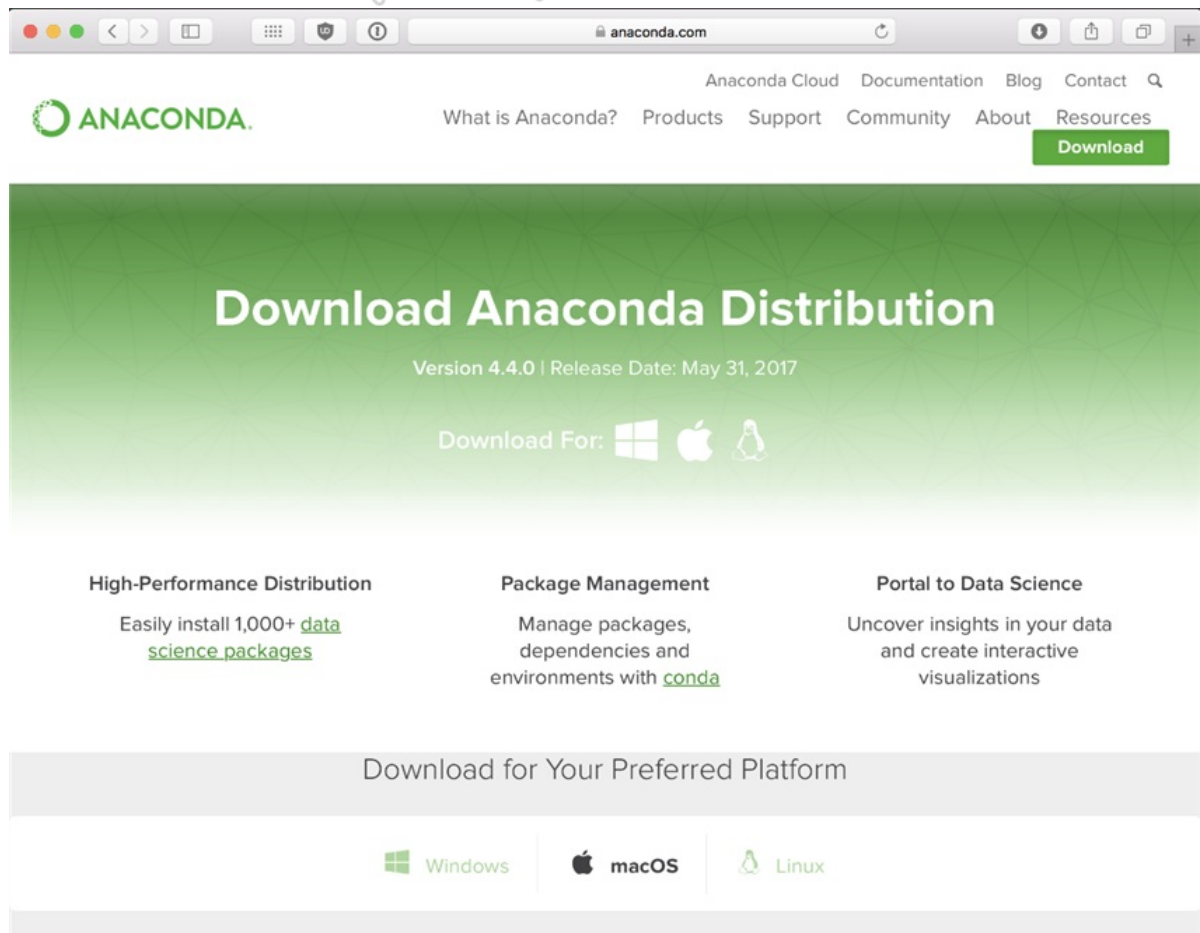 anaconda.com
Anaconda Cloud Documentation Blog Contact
ANACONDA.
What is Anaconda? Products Support Community About Resources
Download
Download Anaconda Distribution
Version 4.4.0 | Release Date: May 31, 2017
Download For:
High-Performance Distribution
Easily install 1,000+ data
science packages
Package Management
Manage packages,
dependencies and
environments with conda
Portal to Data Science
Uncover insights in your data
and create interactive
visualizations
Download for Your Preferred Platform
Windows macOS Linux